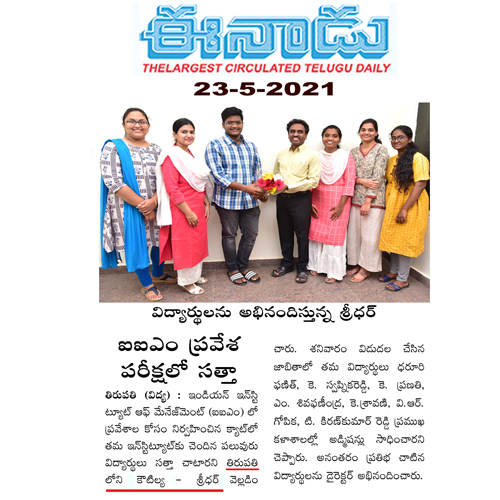 ఈనాడు
THELARGEST CIRCULATED TELUGU DAILY
23-5-2021
విద్యార్థులను అభినందిస్తున్న శ్రీధర్
ఐఐఎం ప్రవేశ
పరీక్షలో సత్తా
తిరుపతి (విద్య) : ఇండియన్ ఇన్‌స్టి
ట్యూట్ ఆఫ్ మేనేజ్‌మెంట్ (ఐఐఎం) లో
ప్రవేశాల కోసం నిర్వహించిన క్యాట్‌లో
తమ ఇన్‌స్టిట్యూట్‌కు చెందిన పలువురు
విద్యార్థులు సత్తా చాటారని తిరుపతి
లోని కౌటిల్య - శ్రీధర్ వెల్లడిం
చారు. శనివారం విడుదల చేసిన
జాబితాలో తమ విద్యార్థులు ధరూరి
ఫణిత్, కె. స్వప్నికరెడ్డి, కె. ప్రణతి,
ఎం. శివఫణీంద్ర, కె.శ్రావణి, వి.ఆర్.
గోపిక, టి. కిరణ్‌కుమార్ రెడ్డి ప్రముఖ
కళాశాలల్లో అడ్మిషన్లు సాధించారని
చెప్పారు. అనంతరం ప్రతిభ చాటిన
విద్యార్థులను డైరెక్టర్ అభినందించారు.